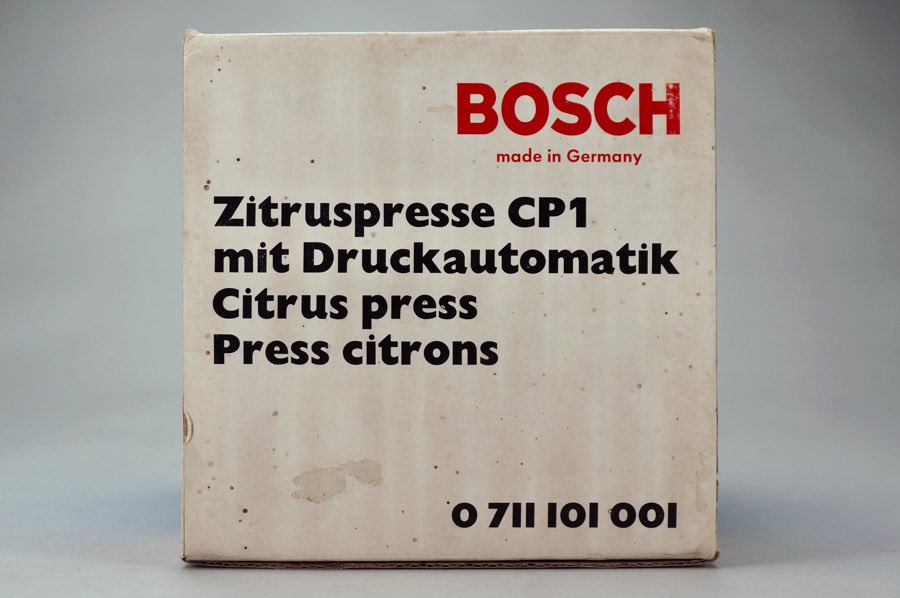 BOSCH
made in Germany
Zitruspresse CP1
mit Druckautomatik
Citrus press
Press citrons
0 711 101 001